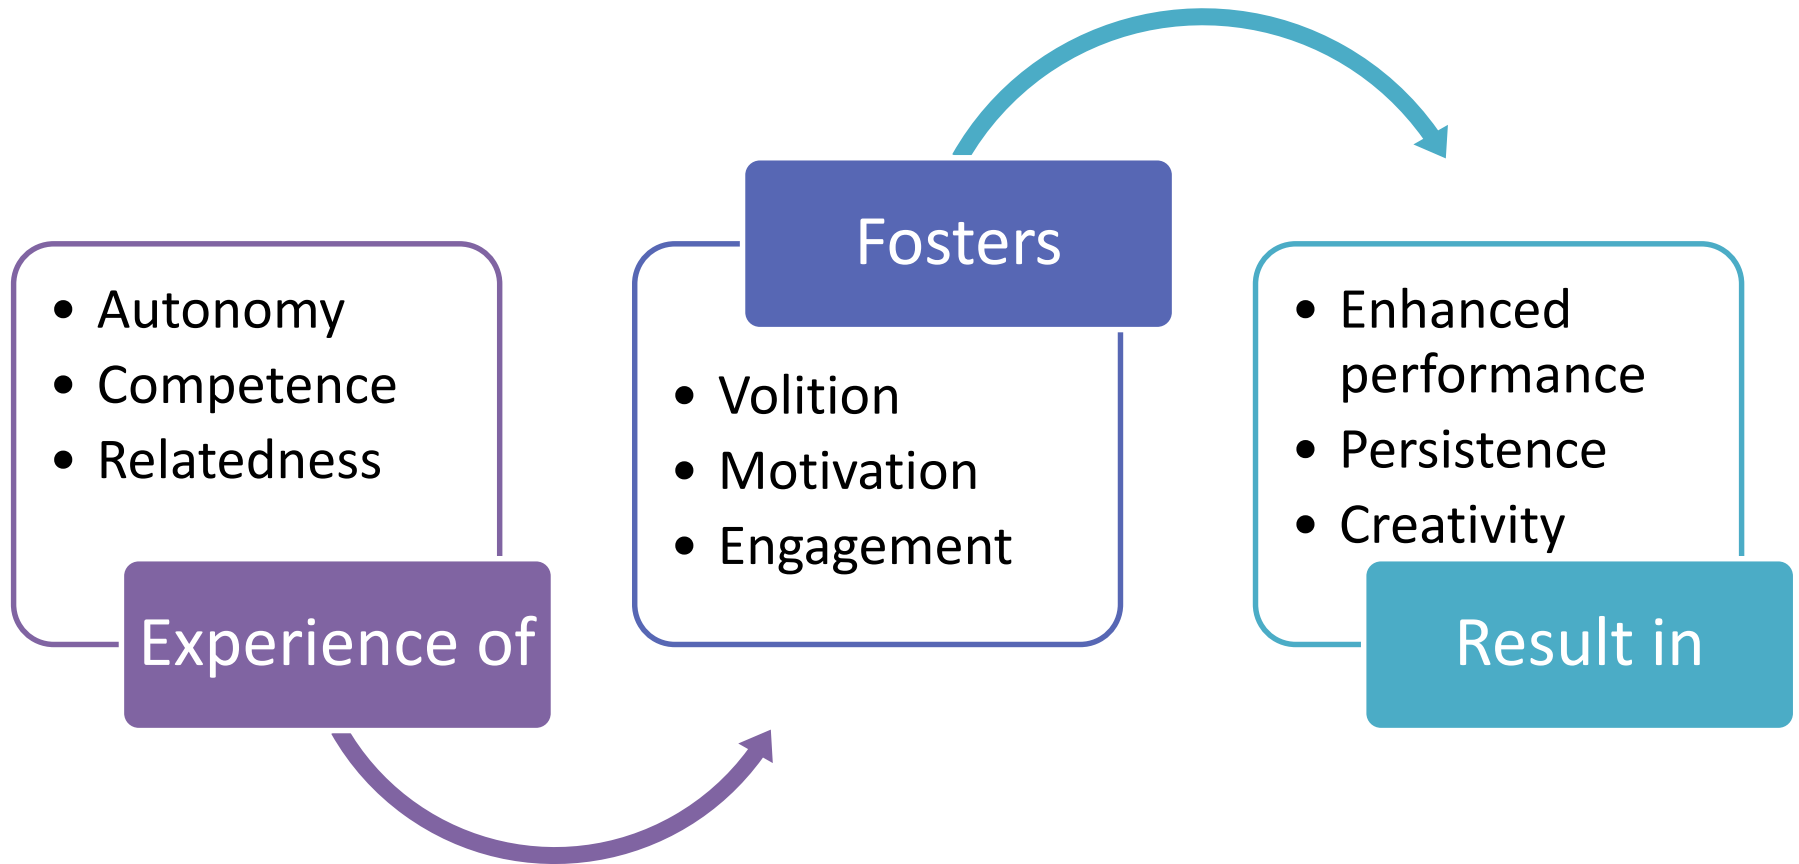 • Autonomy
• Competence
• Relatedness
Experience of
Fosters
• Volition
• Motivation
• Engagement
• Enhanced
performance
• Persistence
• Creativity
Result in